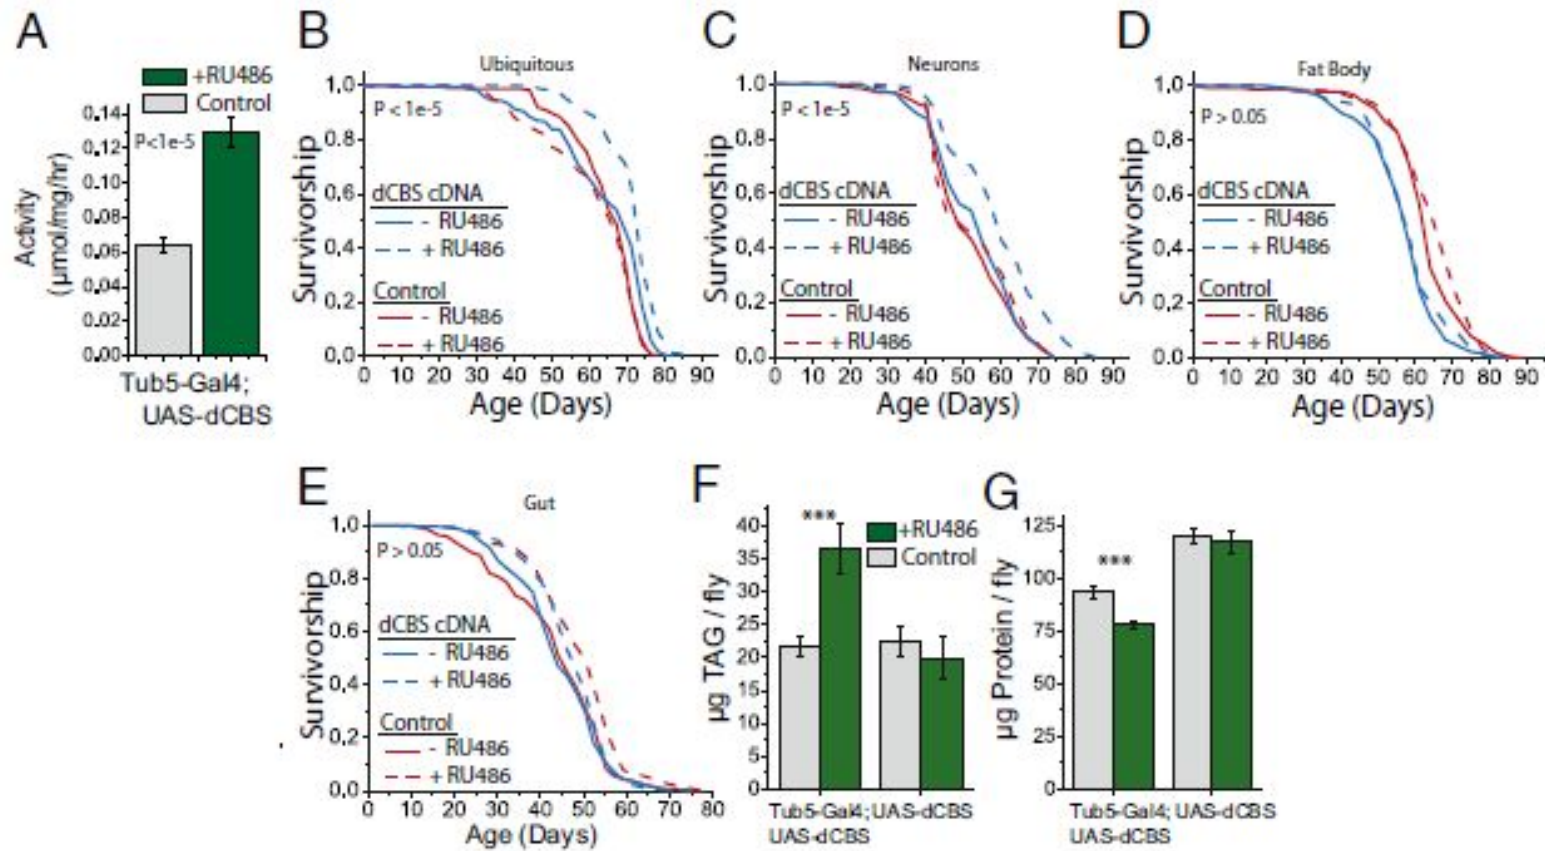 A
+RU486
Control
P<1e-5
0.14
0.12
0.10
0.08
0.06
0.04
0.02
0.00
Activity
(µmol/mg/hr)
Tub5-Gal4;
UAS-dCBS
B
Ubiquitous
P < 1e-5
dCBS cDNA
- RU486
+ RU486
Control
- RU486
+ RU486
1.0
0.8
0.6
0.4
0.2
0.0
Survivorship
0 10 20 30 40 50 60 70 80 90
Age (Days)
C
Neurons
P < 1e-5
dCBS cDNA
- RU486
+ RU486
Control
- RU486
+ RU486
1.0
0.8
0.6
0.4
0.2
0.0
Survivorship
0 10 20 30 40 50 60 70 80 90
Age (Days)
D
Fat Body
P > 0.05
dCBS cDNA
- RU486
+ RU486
Control
- RU486
+ RU486
1.0
0.8
0.6
0.4
0.2
0.0
Survivorship
0 10 20 30 40 50 60 70 80 90
Age (Days)
E
Gut
P > 0.05
dCBS cDNA
- RU486
+ RU486
Control
- RU486
+ RU486
1.0
0.8
0.6
0.4
0.2
0.0
Survivorship
0 10 20 30 40 50 60 70 80
Age (Days)
F
***
+RU486
Control
40
35
30
25
20
15
10
5
0
µg TAG / fly
Tub5-Gal4; UAS-dCBS
UAS-dCBS
G
***
125
100
75
50
25
0
µg Protein / fly
Tub5-Gal4; UAS-dCBS
UAS-dCBS